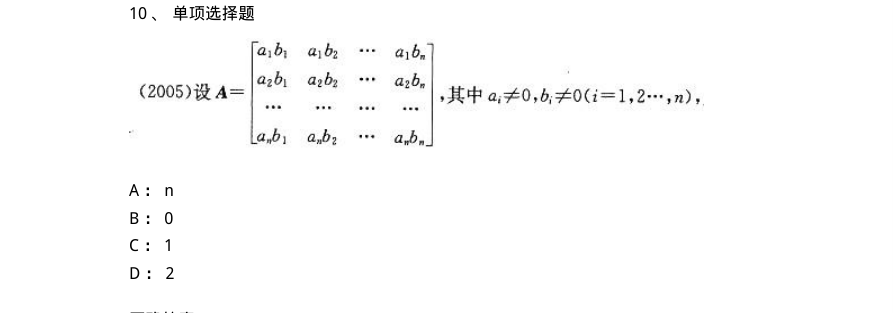 10 、 单项选择题
(2005)设 A= [a₁b₁ a₁b₂ ⋯ a₁bₙ
a₂b₁ a₂b₂ ⋯ a₂bₙ
⋯ ⋯ ⋯ ⋯
aₙb₁ aₙb₂ ⋯ aₙbₙ] ,其中 aᵢ≠0,bᵢ≠0(i=1,2⋯,n),
A： n
B： 0
C： 1
D： 2